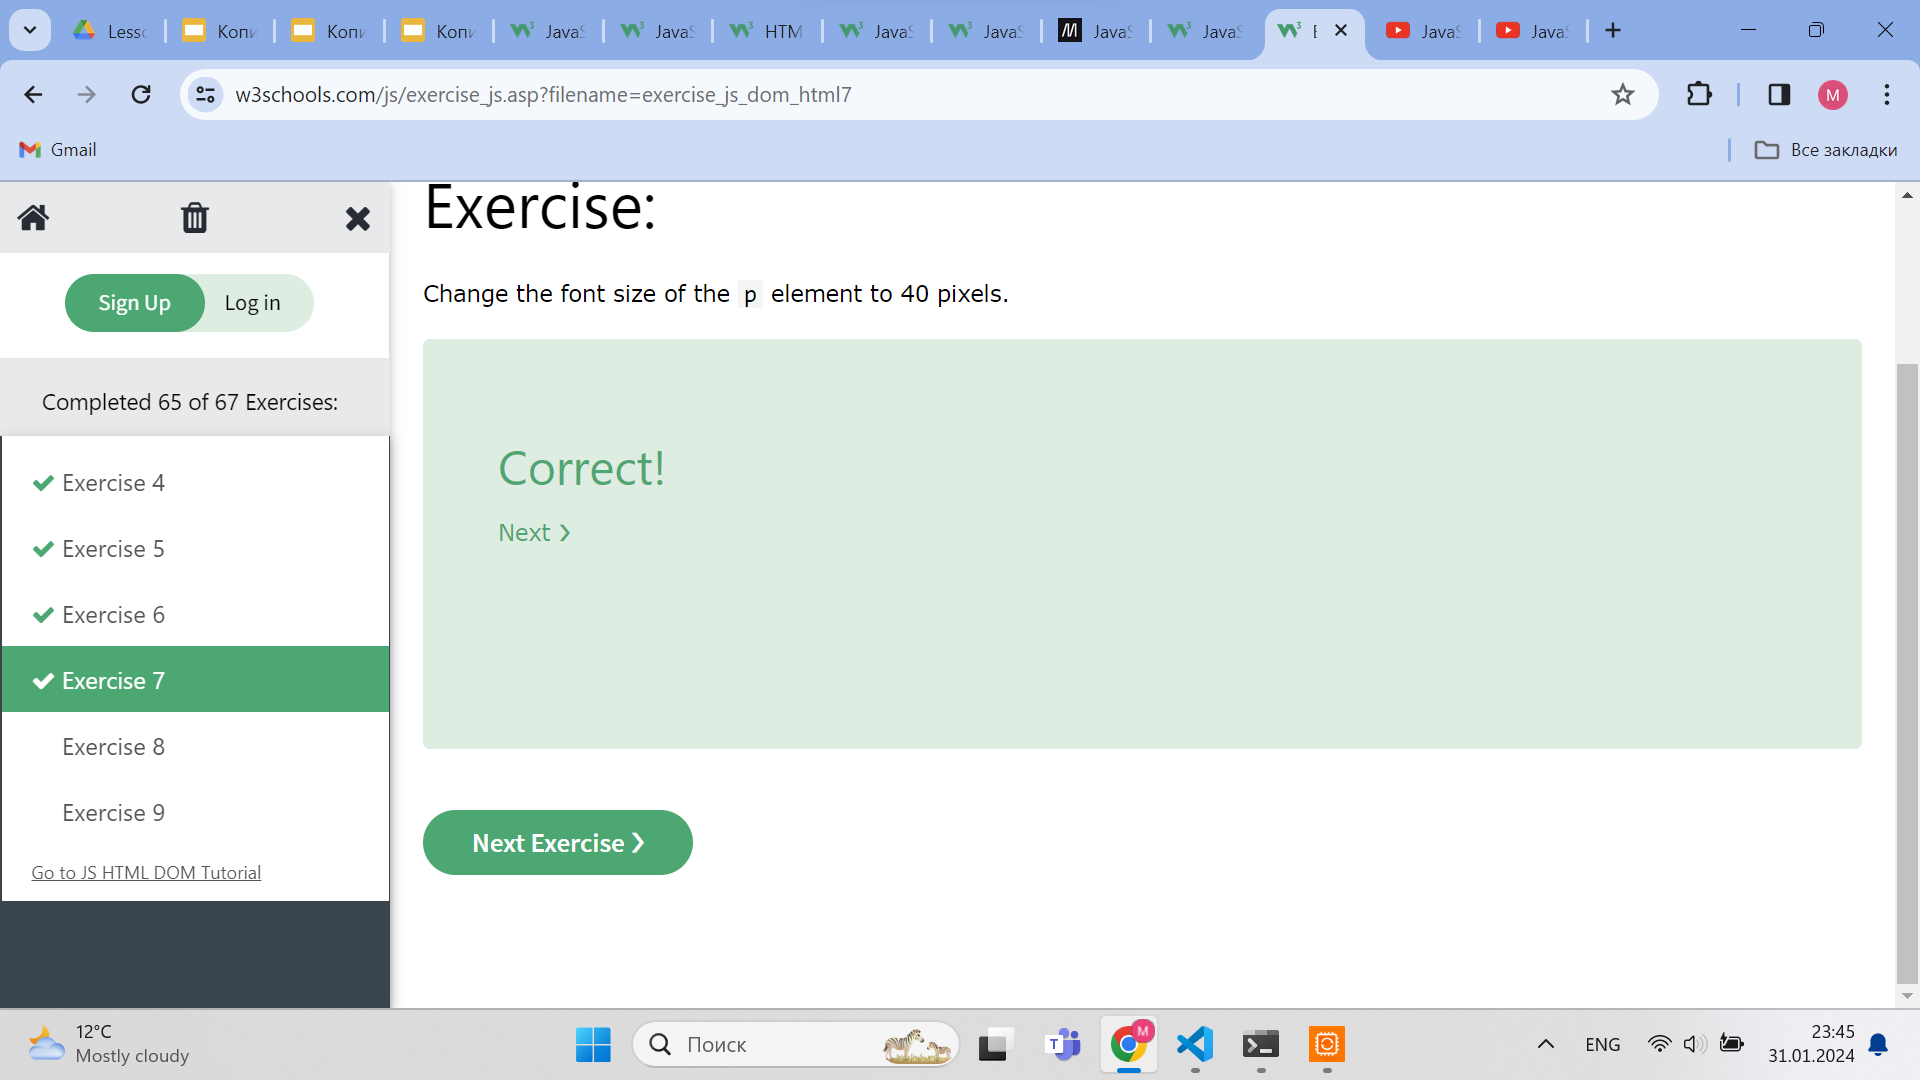 Lesso
Копи
Копи
Копи
JavaS
JavaS
HTM
JavaS
JavaS
JavaS
JavaS
E
JavaS
JavaS
w3schools.com/js/exercise_js.asp?filename=exercise_js_dom_html7
M
Gmail
Все закладки
Sign Up
Log in
Completed 65 of 67 Exercises:
Exercise 4
Exercise 5
Exercise 6
Exercise 7
Exercise 8
Exercise 9
Go to JS HTML DOM Tutorial
Exercise:
Change the font size of the p element to 40 pixels.
Correct!
Next ❯
Next Exercise ❯
12°C
Mostly cloudy
Поиск
ENG
23:45
31.01.2024